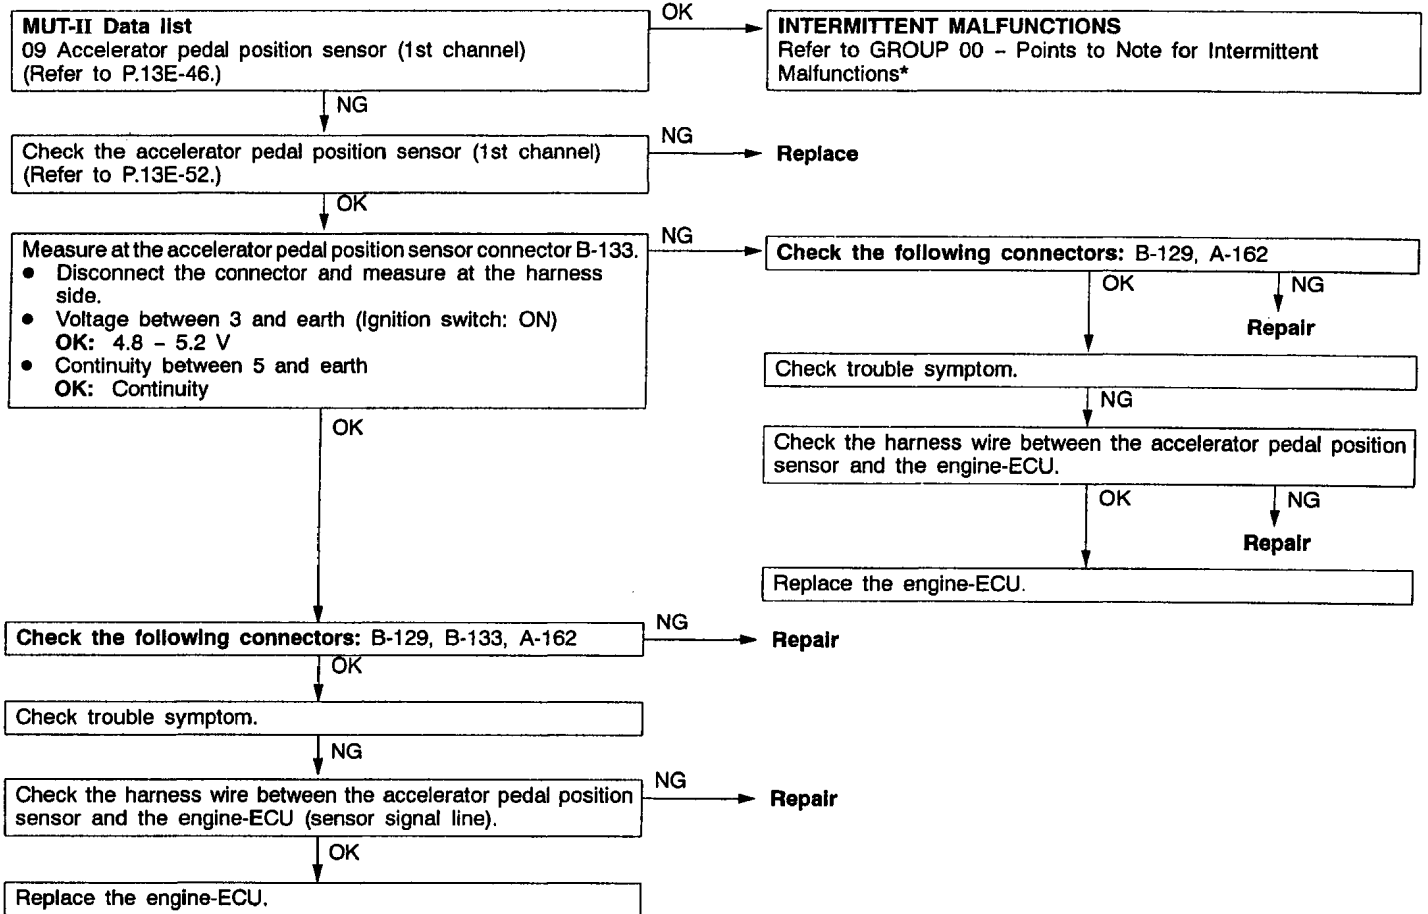 MUT-II Data list
09 Accelerator pedal position sensor (1st channel)
(Refer to P.13E-46.)
OK
INTERMITTENT MALFUNCTIONS
Refer to GROUP 00 – Points to Note for Intermittent
Malfunctions*
NG
Check the accelerator pedal position sensor (1st channel)
(Refer to P.13E-52.)
NG
Replace
OK
Measure at the accelerator pedal position sensor connector B-133.
● Disconnect the connector and measure at the harness
side.
● Voltage between 3 and earth (Ignition switch: ON)
OK: 4.8 – 5.2 V
● Continuity between 5 and earth
OK: Continuity
NG
Check the following connectors: B-129, A-162
OK
NG
Repair
Check trouble symptom.
NG
Check the harness wire between the accelerator pedal position
sensor and the engine-ECU.
OK
NG
Repair
Replace the engine-ECU.
OK
Check the following connectors: B-129, B-133, A-162
NG
Repair
OK
Check trouble symptom.
NG
Check the harness wire between the accelerator pedal position
sensor and the engine-ECU (sensor signal line).
NG
Repair
OK
Replace the engine-ECU.